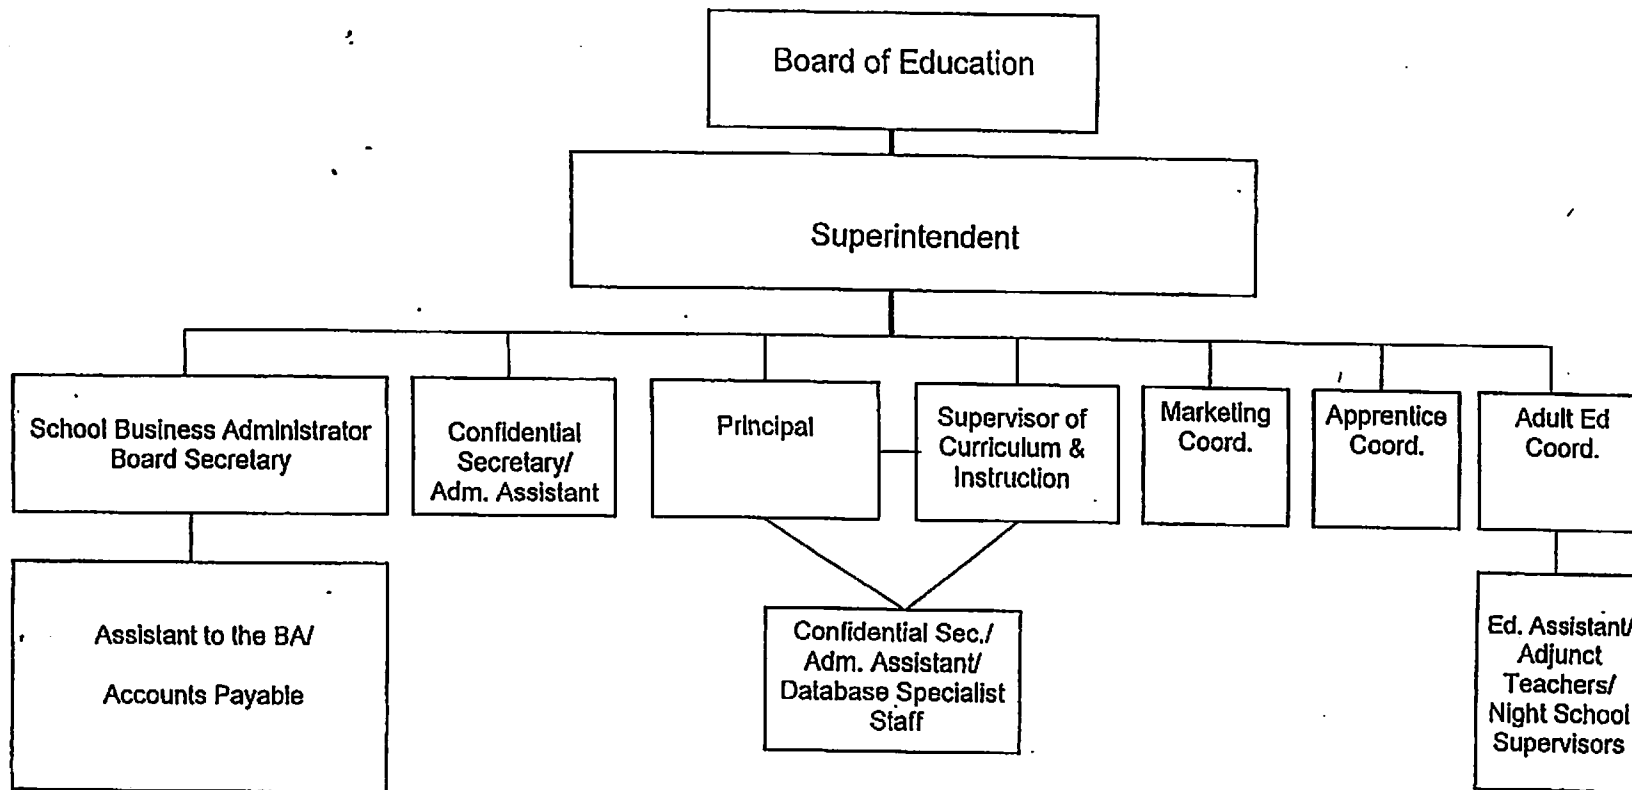 Board of Education
Superintendent
School Business Administrator
Board Secretary
Confidential
Secretary/
Adm. Assistant
Principal
Supervisor of
Curriculum &
Instruction
Marketing
Coord.
Apprentice
Coord.
Adult Ed
Coord.
Assistant to the BA/
Accounts Payable
Confidential Sec./
Adm. Assistant/
Database Specialist
Staff
Ed. Assistant/
Adjunct
Teachers/
Night School
Supervisors